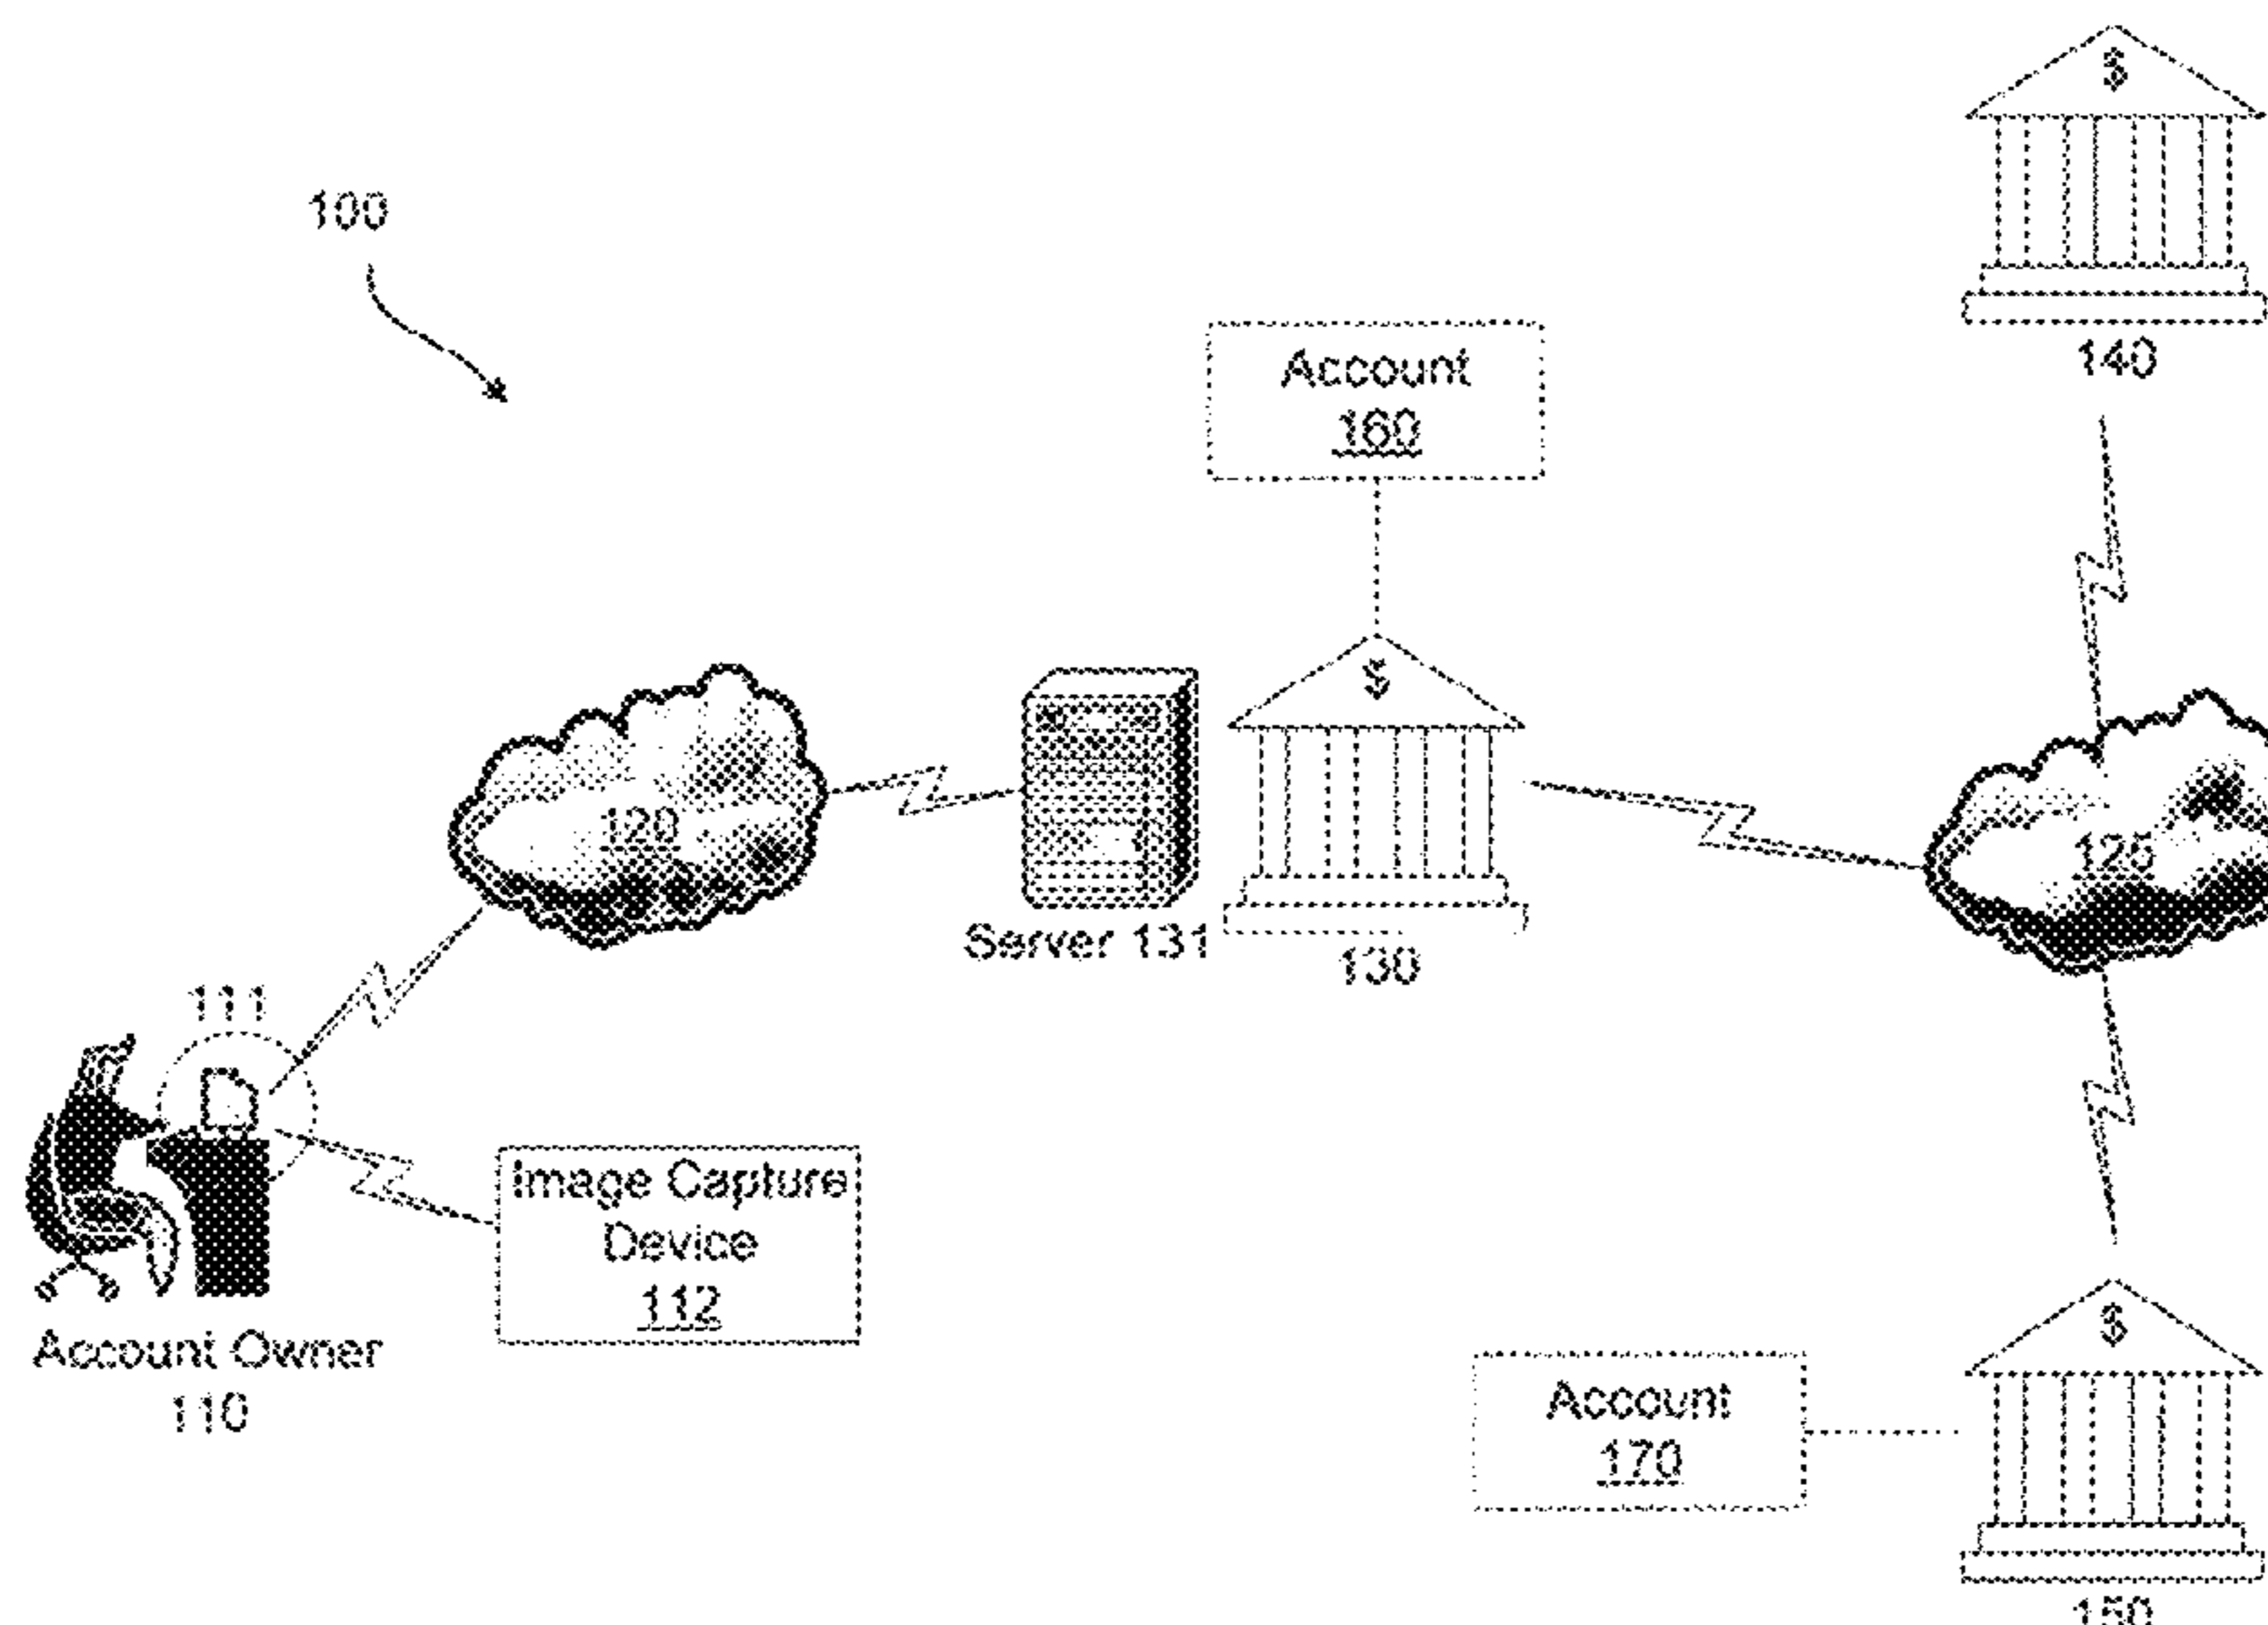 $
100
140
Account
160
$
120
125
Server 131
130
111
Image Capture
Device
112
$
Account Owner
110
Account
170
150